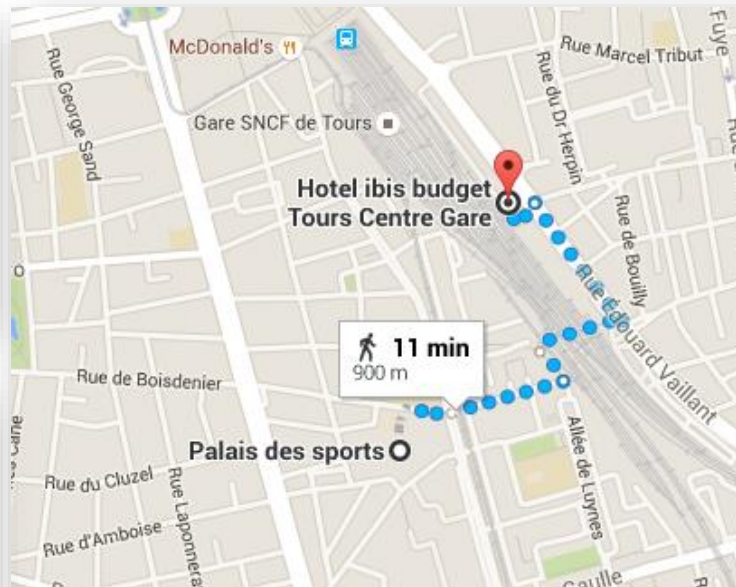 McDonald's
Rue Marcel Tribut
Fuye
Rue George Sand
Gare SNCF de Tours
Rue du Dr Herpin
Hotel ibis budget
Tours Centre Gare
Rue de Bouilly
Rue Édouard Vaillant
11 min
900 m
Rue de Boisdenier
Palais des sports
Allée de Luynes
Rue du Cluzel
Rue d'Amboise